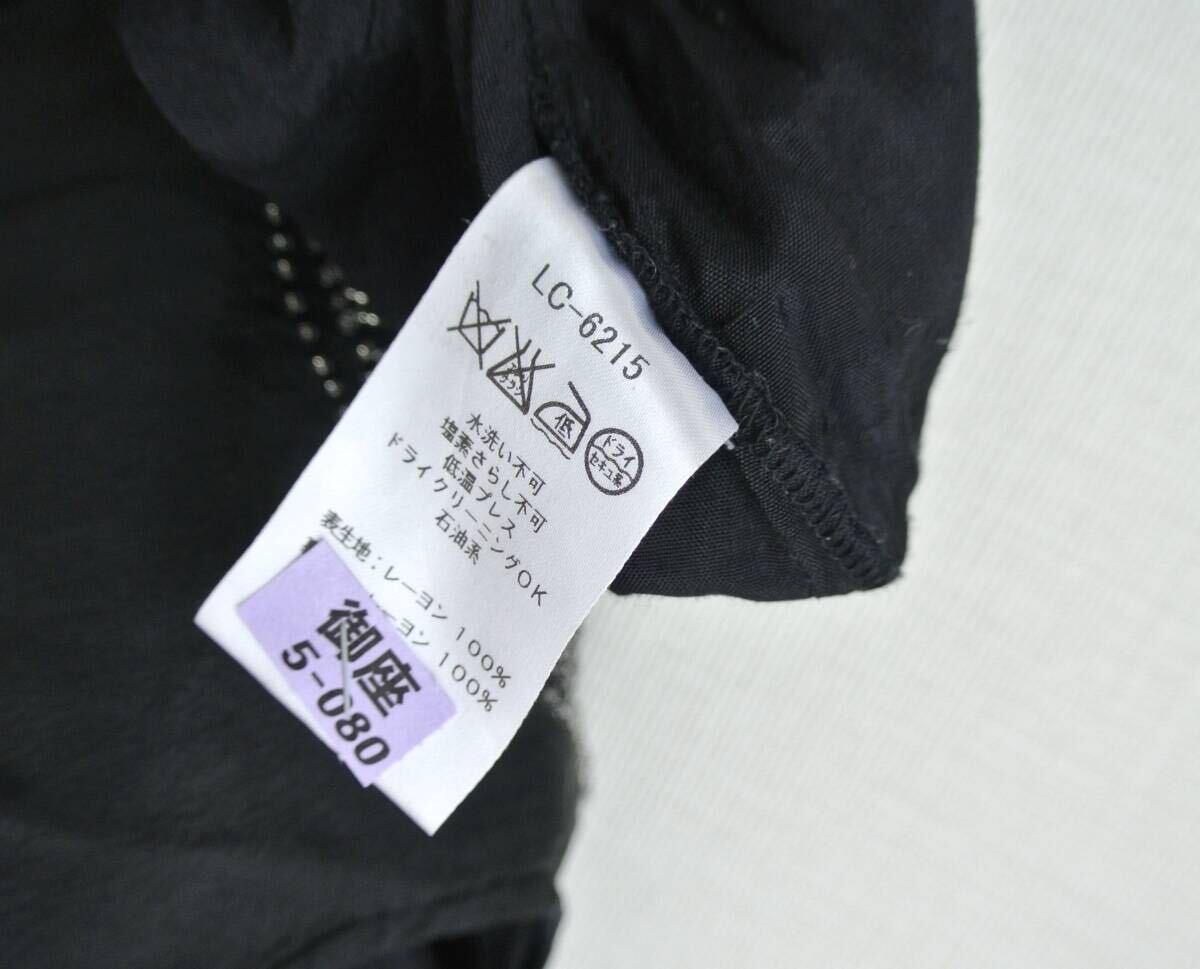 LC-6215
低
ドライ
セキユ系
水洗い不可
塩素さらし不可
低温プレス
ドライクリーニングOK
石油系
表生地:レーヨン 100%
ーヨン 100%
御座
5-080